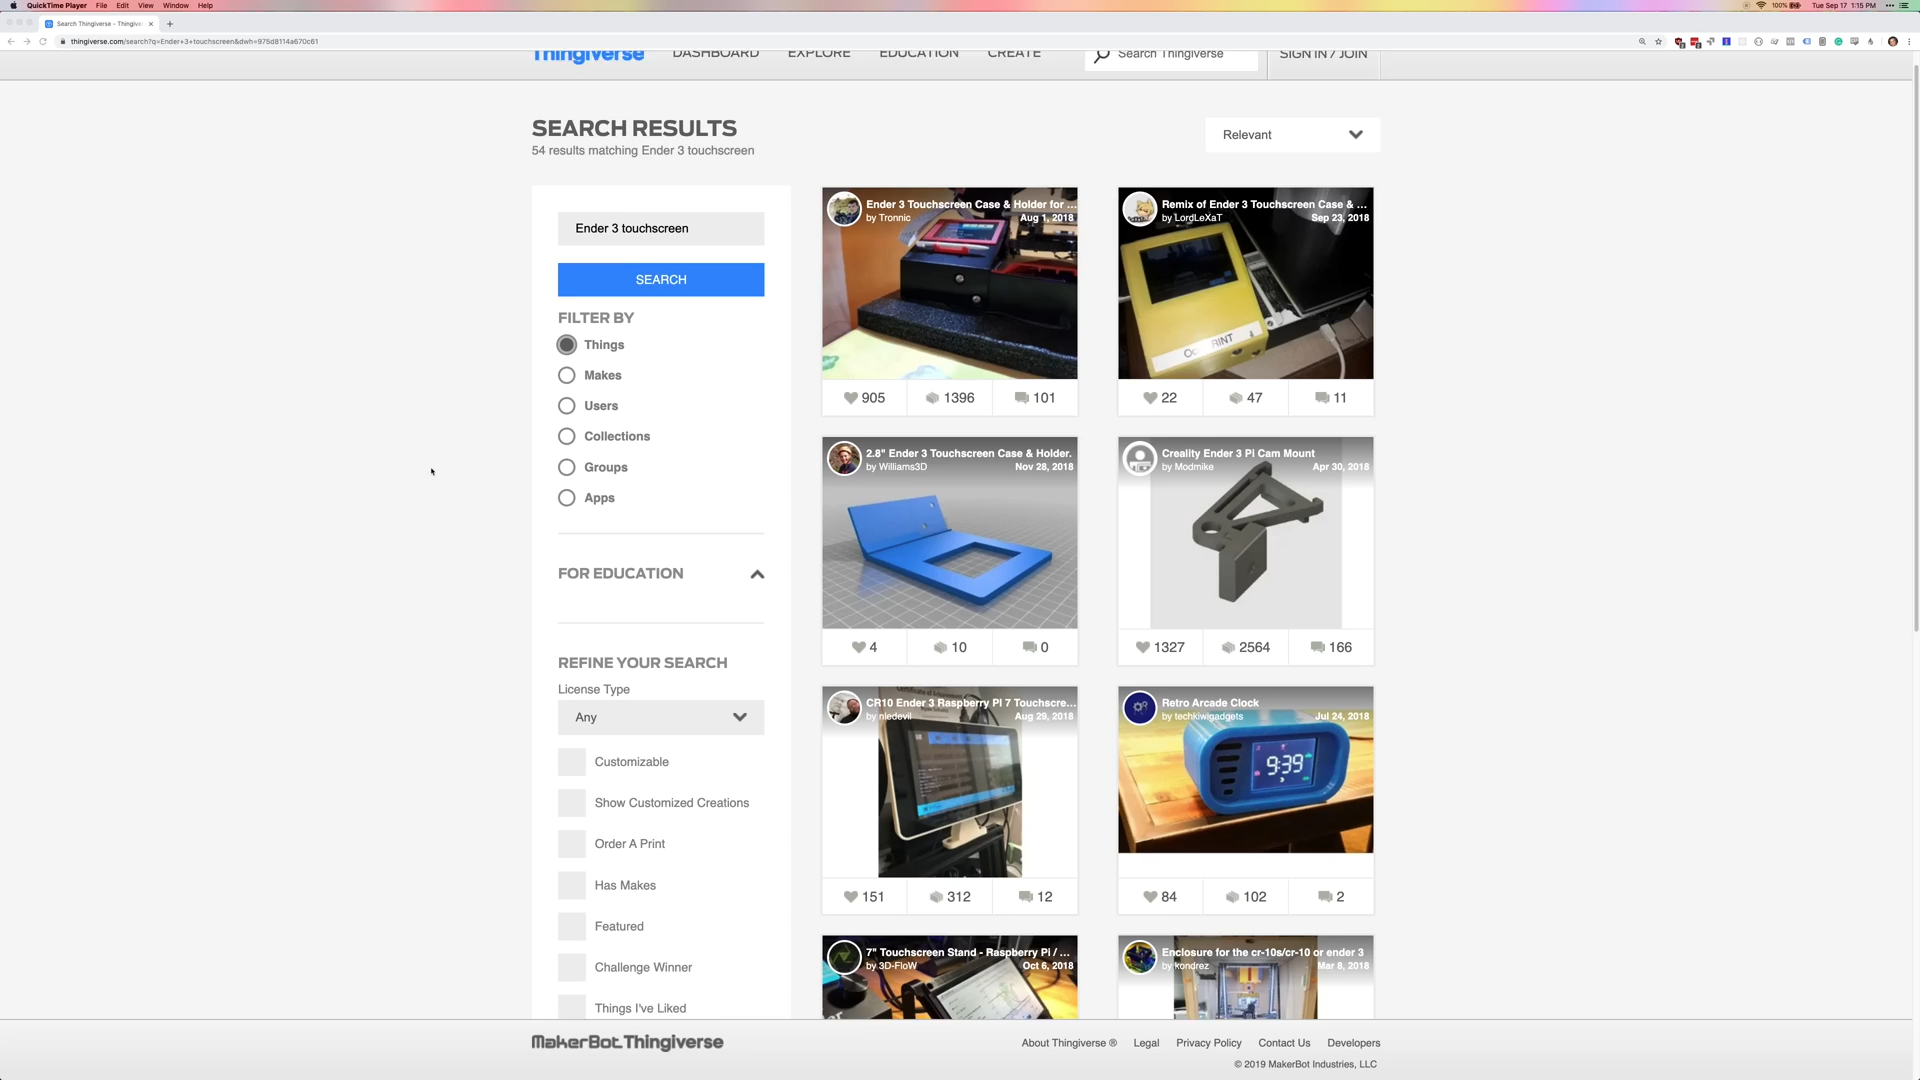 QuickTime Player File Edit View Window Help
100% Tue Sep 17 1:15 PM
Search Thingiverse - Thingive
thingiverse.com/search?q=Ender+3+touchscreen&dwh=975d8114a670c61
Thingiverse DASHBOARD EXPLORE EDUCATION CREATE Search Thingiverse SIGN IN / JOIN
SEARCH RESULTS
54 results matching Ender 3 touchscreen
Relevant
Ender 3 touchscreen
SEARCH
FILTER BY
Things
Makes
Users
Collections
Groups
Apps
FOR EDUCATION
REFINE YOUR SEARCH
License Type
Any
Customizable
Show Customized Creations
Order A Print
Has Makes
Featured
Challenge Winner
Things I've Liked
Ender 3 Touchscreen Case & Holder for ...
by Tronnic Aug 1, 2018
905 1396 101
Remix of Ender 3 Touchscreen Case & ...
by LordLeXaT Sep 23, 2018
RINT
22 47 11
2.8" Ender 3 Touchscreen Case & Holder.
by Williams3D Nov 28, 2018
4 10 0
Creality Ender 3 Pi Cam Mount
by Modmike Apr 30, 2018
1327 2564 166
CR10 Ender 3 Raspberry Pi 7 Touchscre...
by niedevil Aug 29, 2018
151 312 12
Retro Arcade Clock
by techkiwigadgets Jul 24, 2018
9:39
84 102 2
7" Touchscreen Stand - Raspberry Pi / ...
by 3D-FloW Oct 6, 2018
Enclosure for the cr-10s/cr-10 or ender 3
by kondrez Mar 8, 2018
MakerBot Thingiverse
About Thingiverse ® Legal Privacy Policy Contact Us Developers
© 2019 MakerBot Industries, LLC